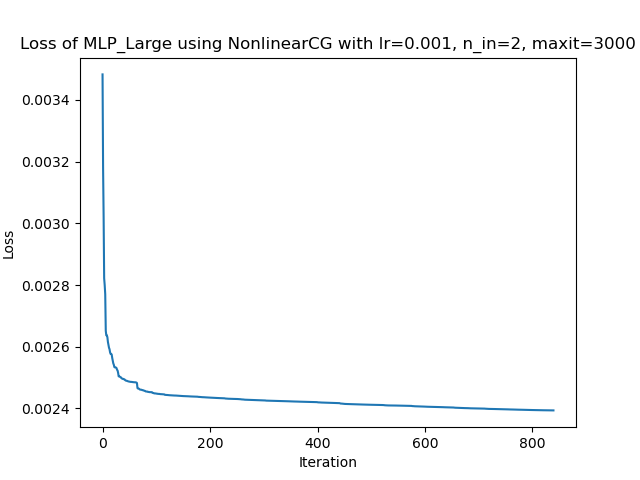 Loss of MLP_Large using NonlinearCG with lr=0.001, n_in=2, maxit=3000
Loss
0.0034
0.0032
0.0030
0.0028
0.0026
0.0024
0 200 400 600 800
Iteration